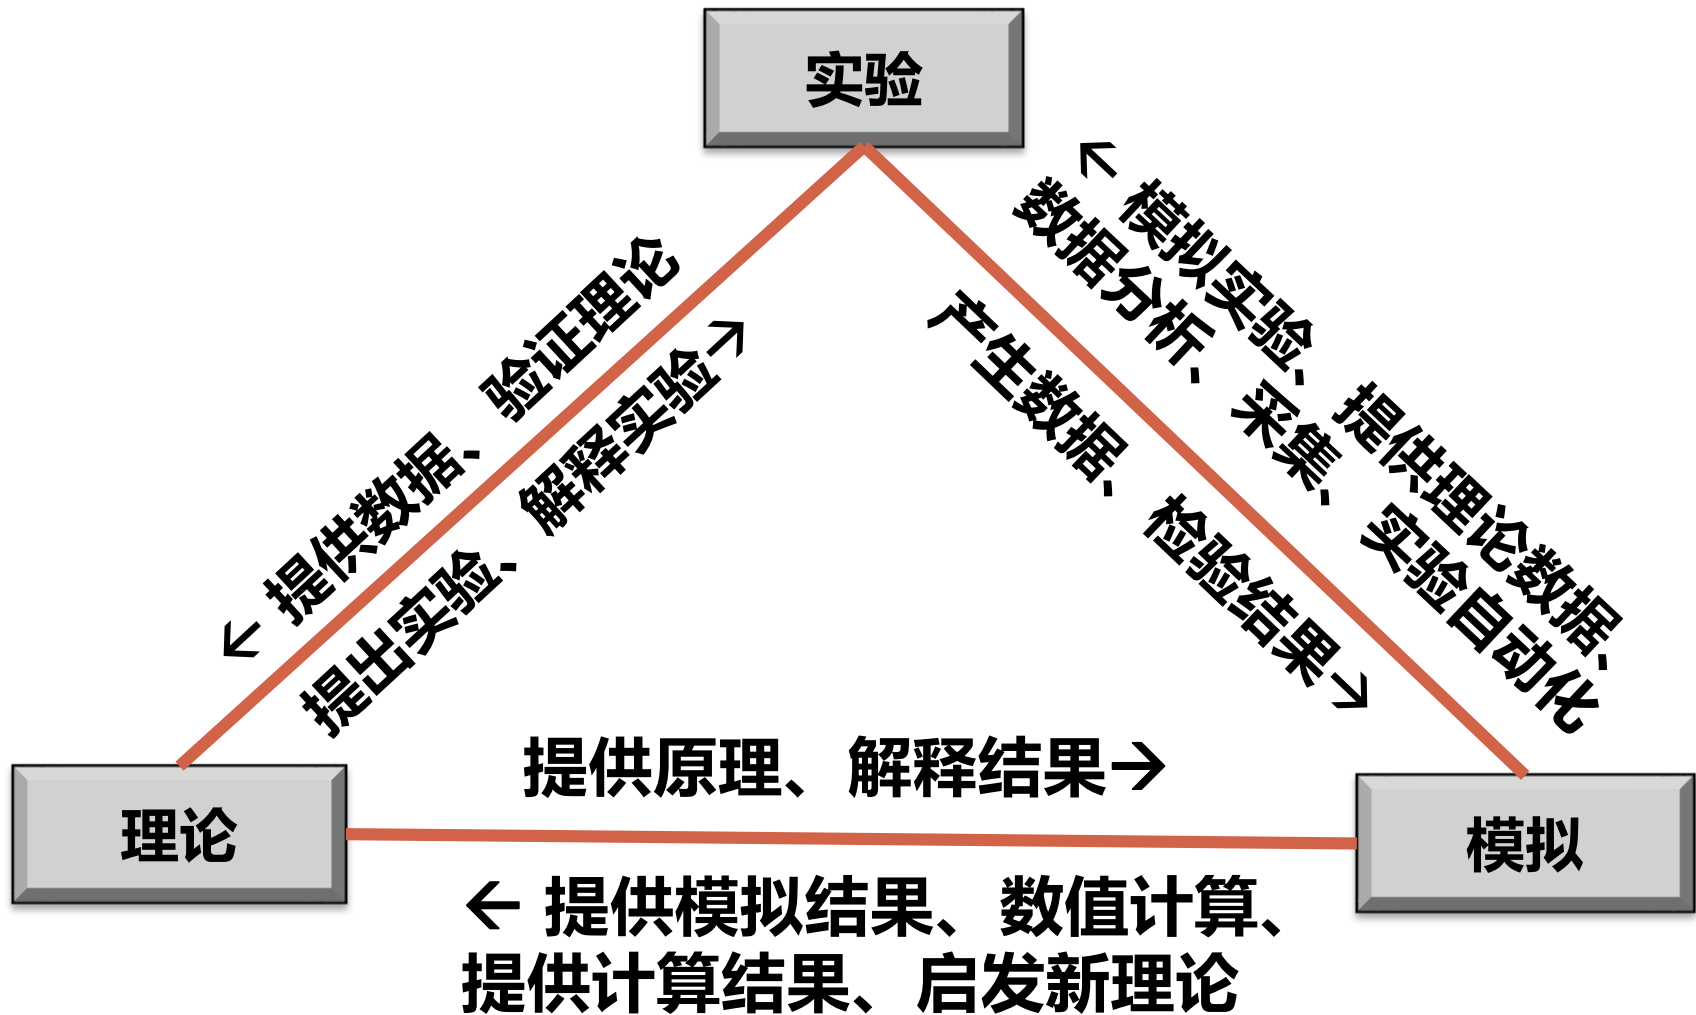 实验
← 提供数据、验证理论
提出实验、解释实验→
← 模拟实验、提供理论数据、
数据分析、采集、实验自动化
产生数据、检验结果→
提供原理、解释结果→
理论
模拟
← 提供模拟结果、数值计算、
提供计算结果、启发新理论